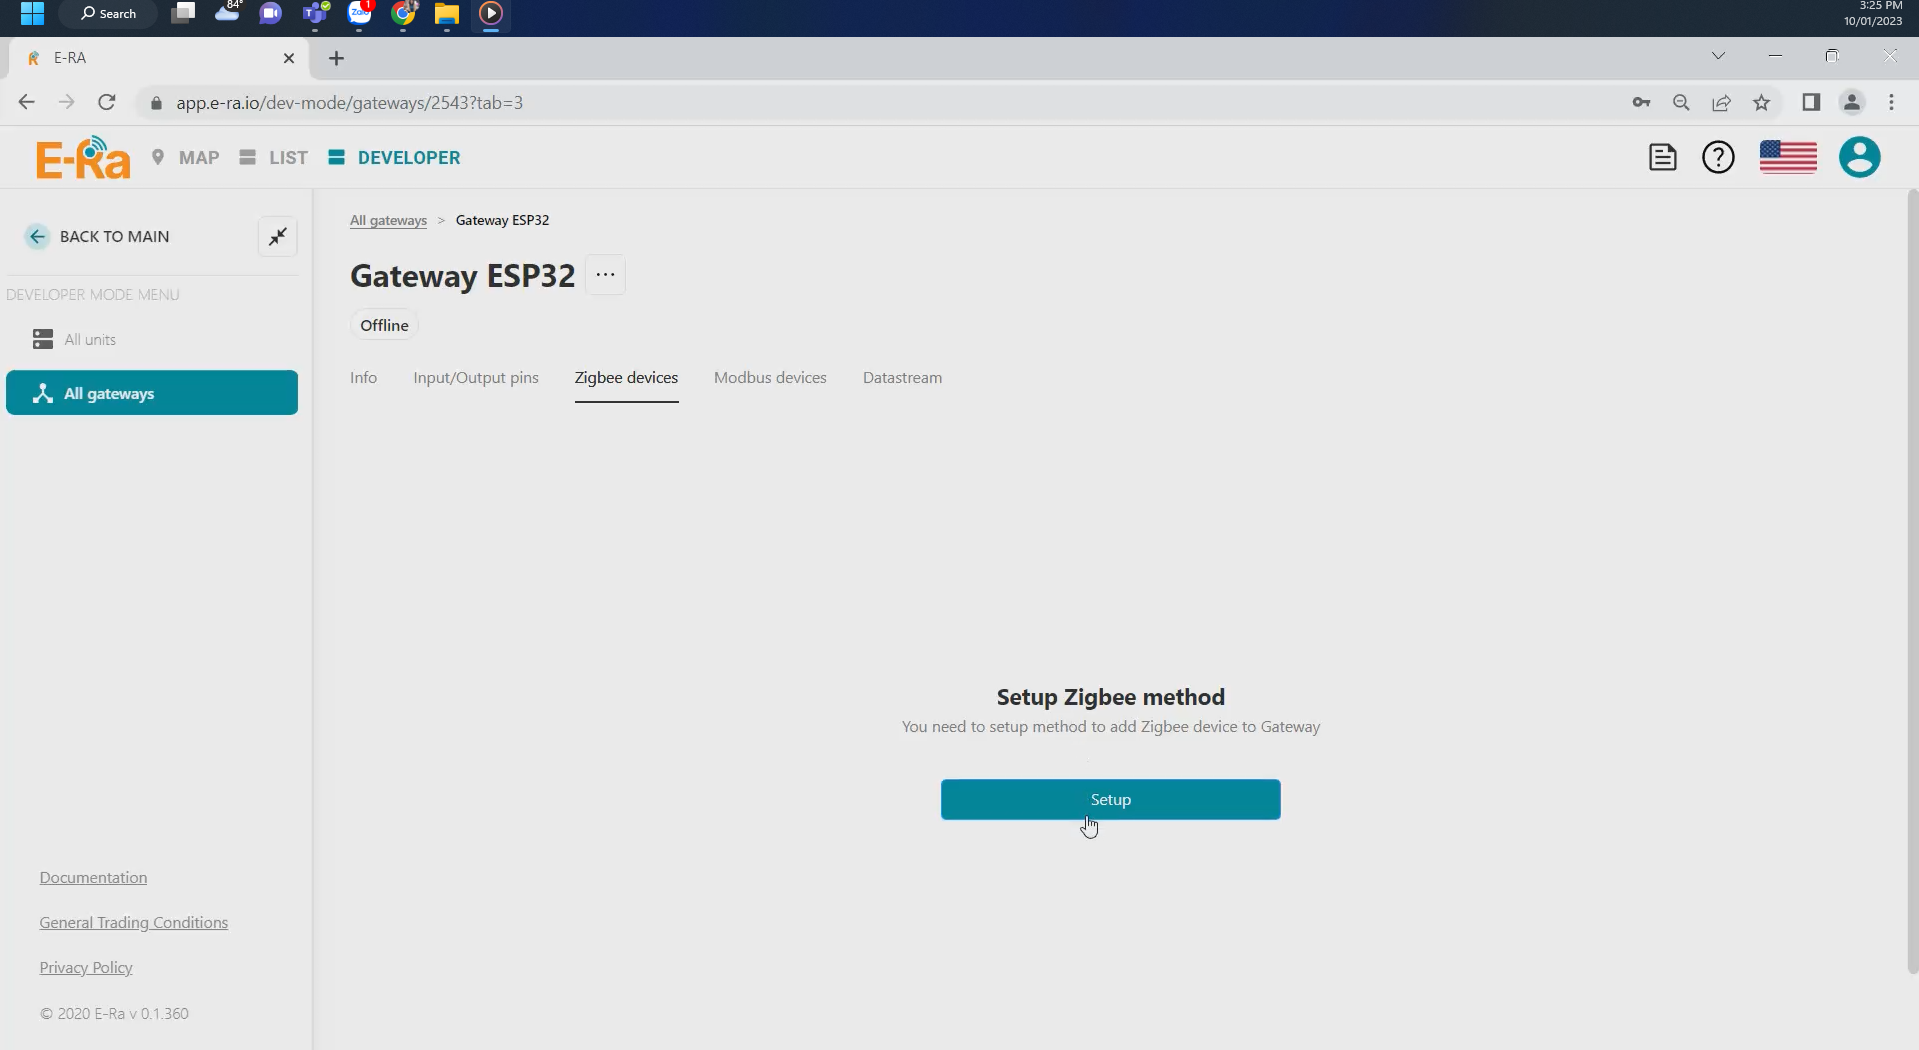 84°
Search
Zalo
1
3:25 PM
10/01/2023
E-RA
app.e-ra.io/dev-mode/gateways/2543?tab=3
E-Ra
MAP
LIST
DEVELOPER
BACK TO MAIN
DEVELOPER MODE MENU
All units
All gateways
All gateways > Gateway ESP32
Gateway ESP32 ...
Offline
Info Input/Output pins Zigbee devices Modbus devices Datastream
Setup Zigbee method
You need to setup method to add Zigbee device to Gateway
Setup
Documentation
General Trading Conditions
Privacy Policy
© 2020 E-Ra v 0.1.360